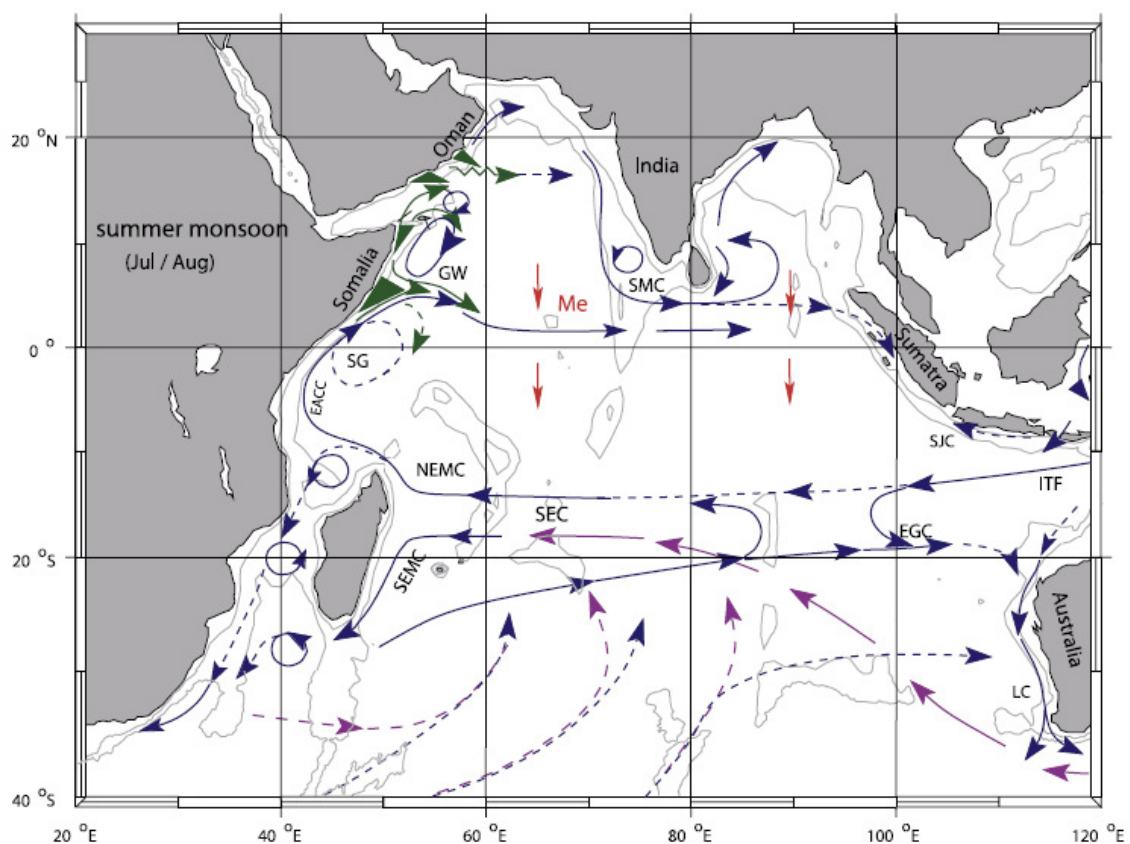 20 °N
Oman
India
summer monsoon
(Jul / Aug)
Somalia
GW
SMC
Me
0 °
SG
Sumatra
EACC
SJC
NEMC
ITF
SEC
EGC
20 °S
SEMC
Australia
LC
40 °S
20 °E
40 °E
60 °E
80 °E
100 °E
120 °E